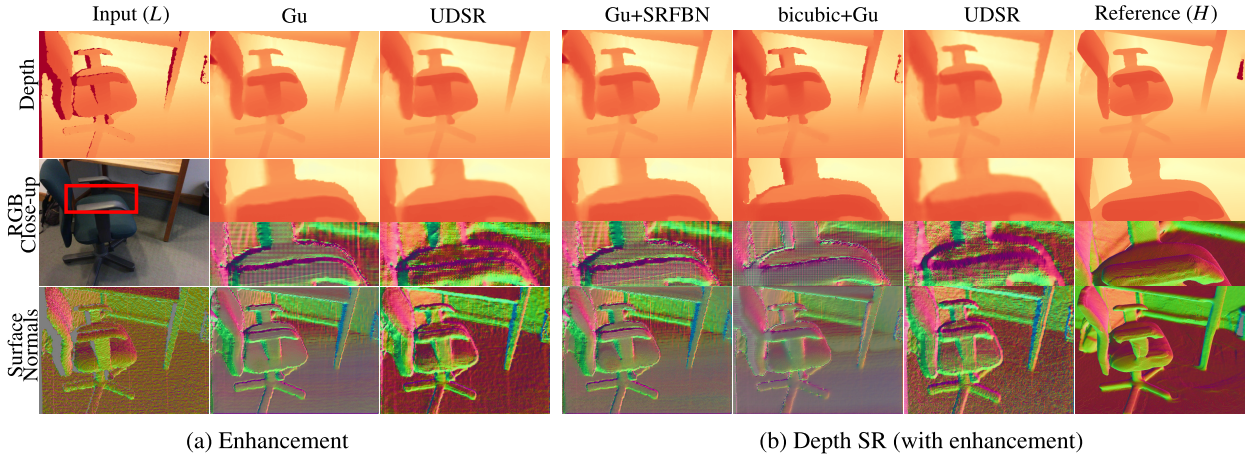 Input (L) Gu UDSR Gu+SRFBN bicubic+Gu UDSR Reference (H)
Depth
RGB
Close-up
Surface
Normals
(a) Enhancement (b) Depth SR (with enhancement)